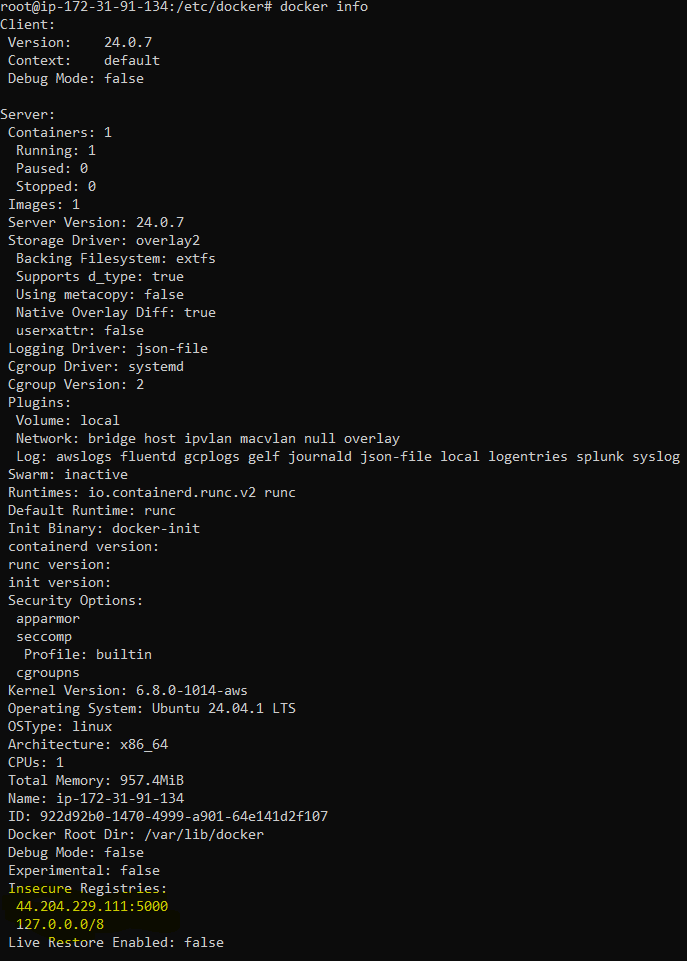 root@ip-172-31-91-134:/etc/docker# docker info
Client:
 Version:    24.0.7
 Context:    default
 Debug Mode: false

Server:
 Containers: 1
  Running: 1
  Paused: 0
  Stopped: 0
 Images: 1
 Server Version: 24.0.7
 Storage Driver: overlay2
  Backing Filesystem: extfs
  Supports d_type: true
  Using metacopy: false
  Native Overlay Diff: true
  userxattr: false
 Logging Driver: json-file
 Cgroup Driver: systemd
 Cgroup Version: 2
 Plugins:
  Volume: local
  Network: bridge host ipvlan macvlan null overlay
  Log: awslogs fluentd gcplogs gelf journald json-file local logentries splunk syslog
 Swarm: inactive
 Runtimes: io.containerd.runc.v2 runc
 Default Runtime: runc
 Init Binary: docker-init
 containerd version:
 runc version:
 init version:
 Security Options:
  apparmor
  seccomp
   Profile: builtin
  cgroupns
 Kernel Version: 6.8.0-1014-aws
 Operating System: Ubuntu 24.04.1 LTS
 OSType: linux
 Architecture: x86_64
 CPUs: 1
 Total Memory: 957.4MiB
 Name: ip-172-31-91-134
 ID: 922d92b0-1470-4999-a901-64e141d2f107
 Docker Root Dir: /var/lib/docker
 Debug Mode: false
 Experimental: false
 Insecure Registries:
  44.204.229.111:5000
  127.0.0.0/8
 Live Restore Enabled: false